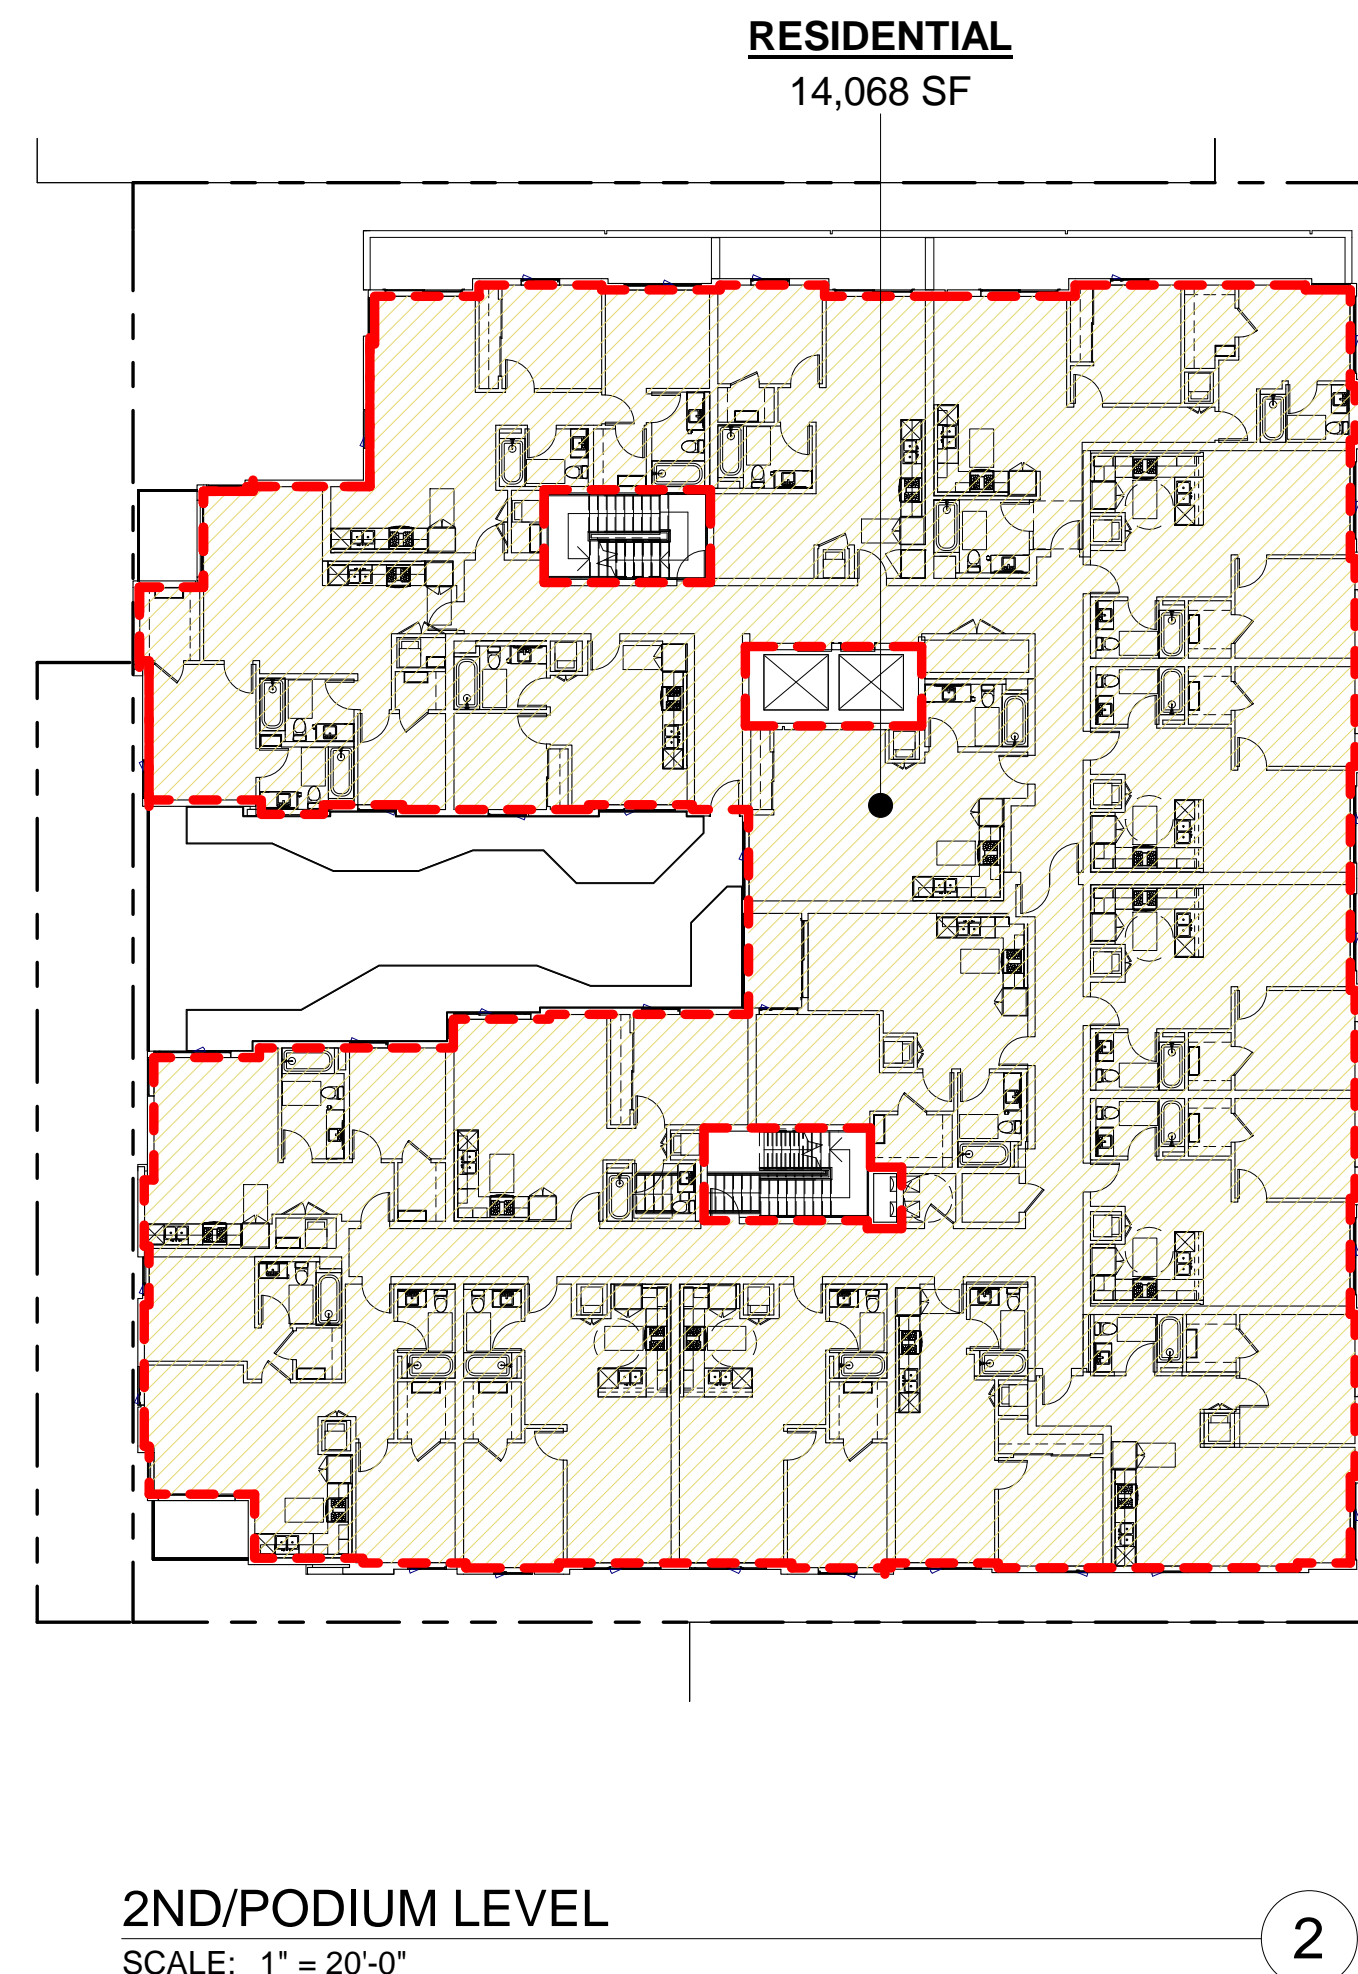 RESIDENTIAL
14,068 SF
2ND/PODIUM LEVEL
2
SCALE: 1" = 20'-0"